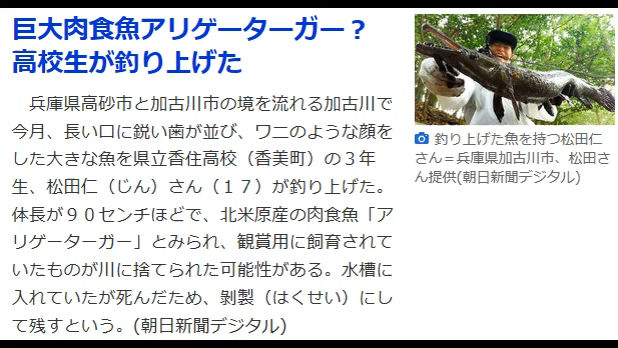 巨大肉食魚アリゲーターガー？
高校生が釣り上げた
　兵庫県高砂市と加古川市の境を流れる加古川で
今月、長い口に鋭い歯が並び、ワニのような顔を
した大きな魚を県立香住高校（香美町）の３年
生、松田仁（じん）さん（１７）が釣り上げた。
体長が９０センチほどで、北米原産の肉食魚「ア
リゲーターガー」とみられ、観賞用に飼育されて
いたものが川に捨てられた可能性がある。水槽に
入れていたが死んだため、剝製（はくせい）にし
て残すという。(朝日新聞デジタル)
釣り上げた魚を持つ松田仁
さん＝兵庫県加古川市、松田さ
ん提供(朝日新聞デジタル)